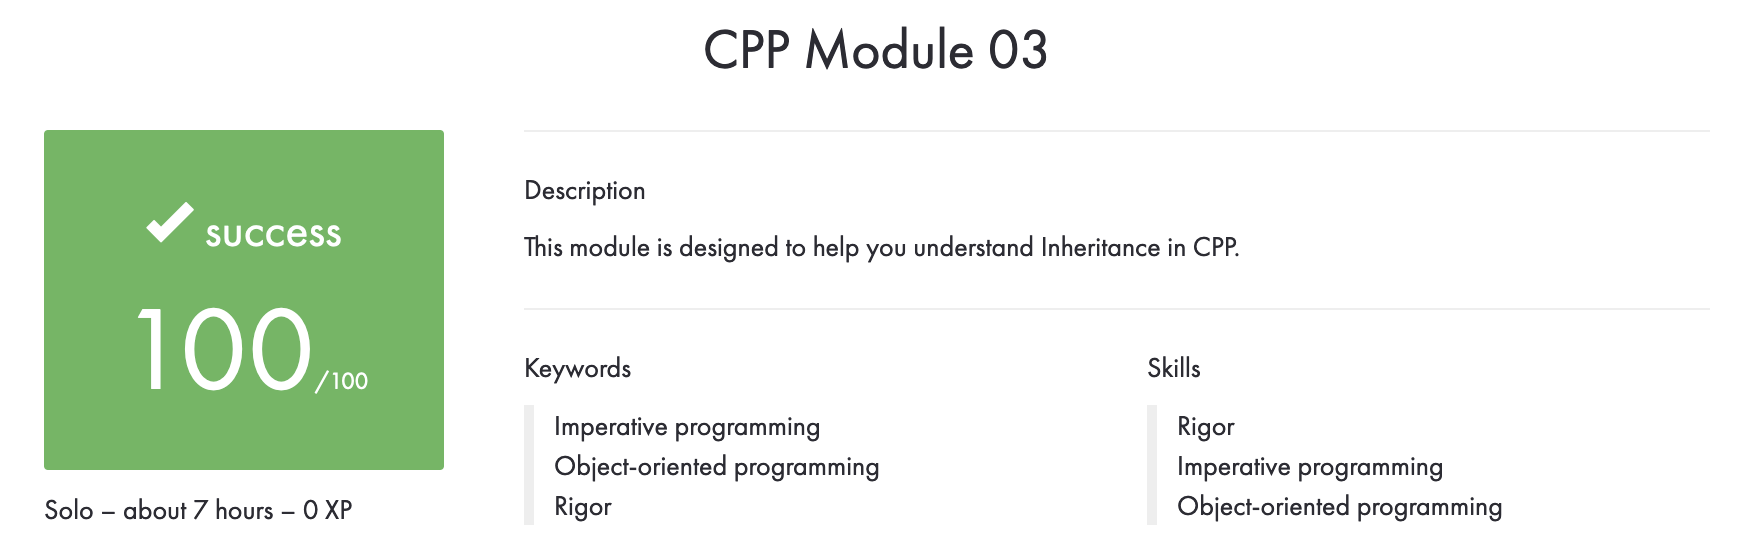 CPP Module 03
success
100/100
Solo – about 7 hours – 0 XP
Description
This module is designed to help you understand Inheritance in CPP.
Keywords
Imperative programming
Object-oriented programming
Rigor
Skills
Rigor
Imperative programming
Object-oriented programming